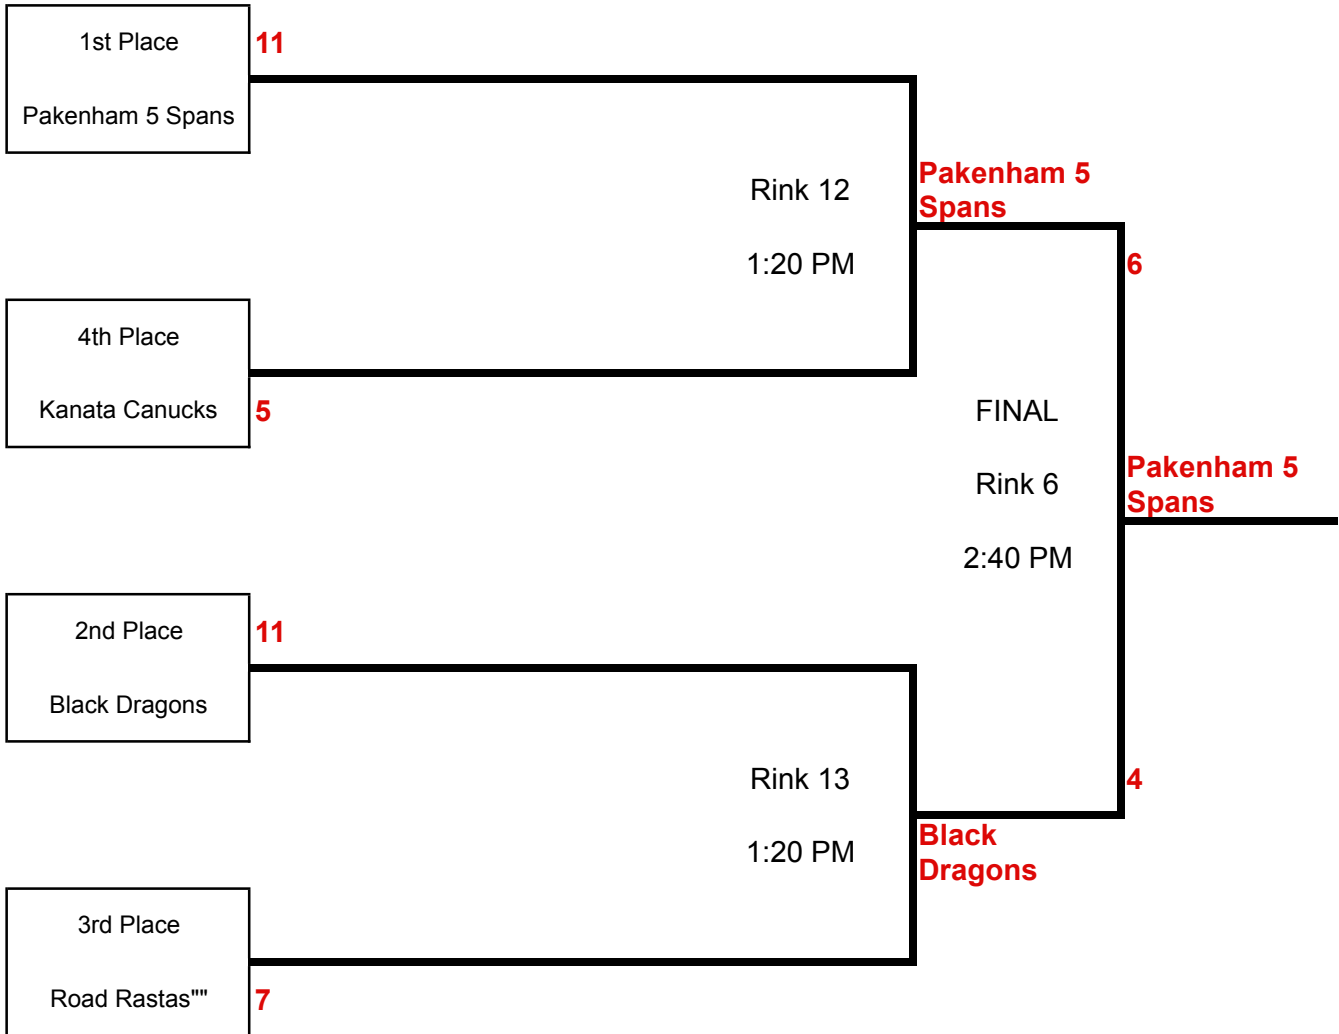 1st Place
11
Pakenham 5 Spans
Rink 12
1:20 PM
Pakenham 5
Spans
6
4th Place
Kanata Canucks
5
FINAL
Rink 6
2:40 PM
Pakenham 5
Spans
2nd Place
11
Black Dragons
Rink 13
1:20 PM
4
Black
Dragons
3rd Place
Road Rastas""
7